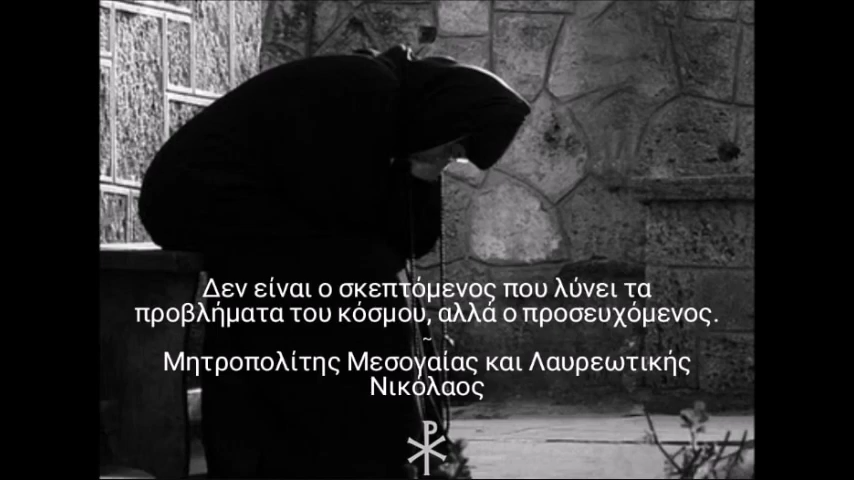 Δεν είναι ο σκεπτόμενος που λύνει τα
προβλήματα του κόσμου, αλλά ο προσευχόμενος.
~
Μητροπολίτης Μεσογαίας και Λαυρεωτικής
Νικόλαος